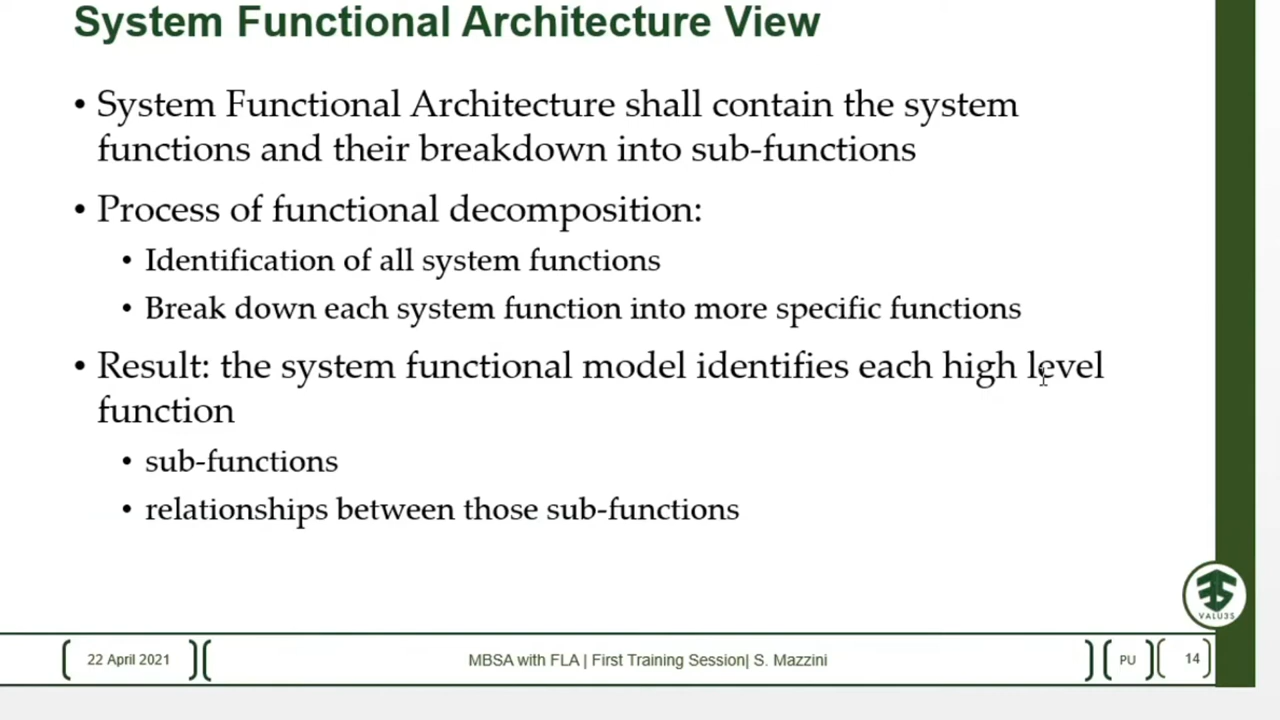 System Functional Architecture View
• System Functional Architecture shall contain the system
functions and their breakdown into sub-functions
• Process of functional decomposition:
• Identification of all system functions
• Break down each system function into more specific functions
• Result: the system functional model identifies each high level
function
• sub-functions
• relationships between those sub-functions
VALU3S
22 April 2021
MBSA with FLA | First Training Session| S. Mazzini
PU
14